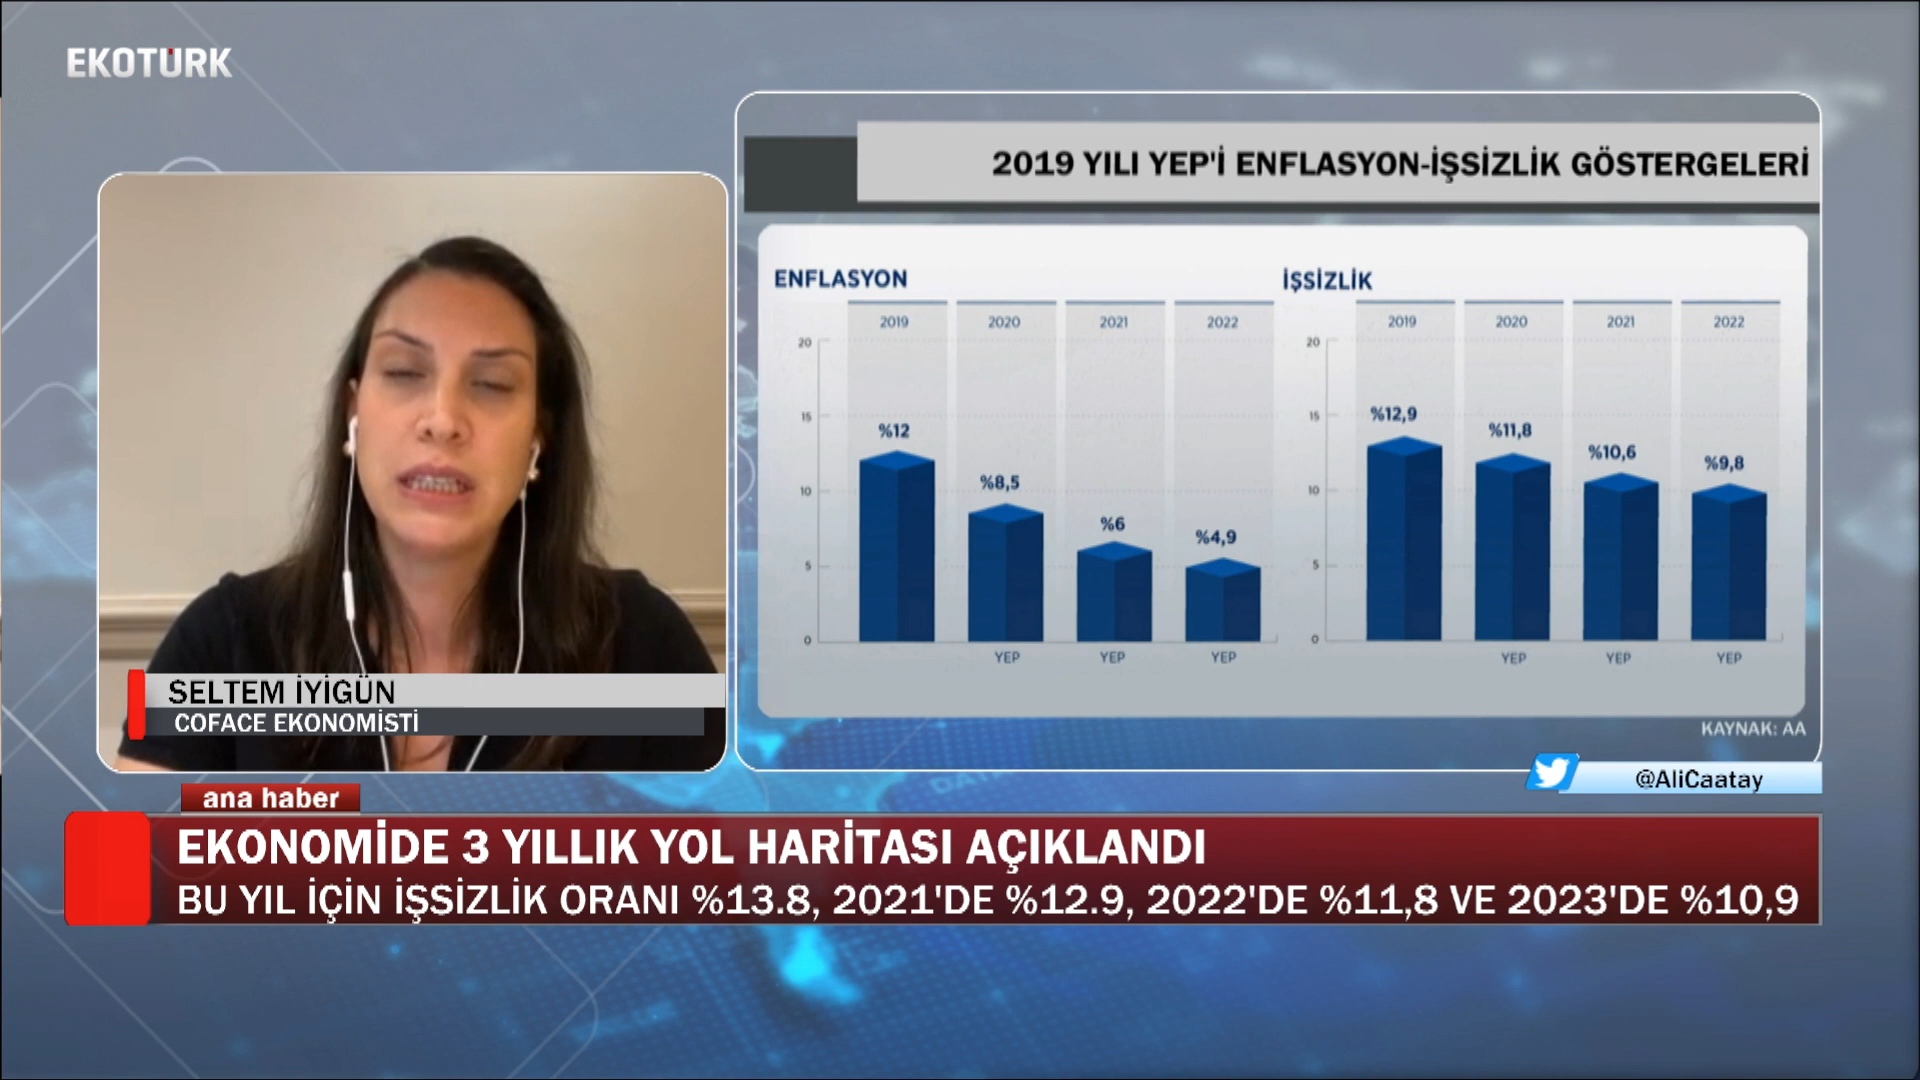 EKOTÜRK
2019 YILI YEP'İ ENFLASYON-İŞSİZLİK GÖSTERGELERİ
ENFLASYON
2019 2020 2021 2022
20
15
10
5
0
%12
%8,5
%6
%4,9
YEP YEP YEP
İŞSİZLİK
2019 2020 2021 2022
20
15
10
5
0
%12,9
%11,8
%10,6
%9,8
YEP YEP YEP
KAYNAK: AA
SELTEM İYİGÜN
COFACE EKONOMİSTİ
@AliCaatay
ana haber
EKONOMİDE 3 YILLIK YOL HARİTASI AÇIKLANDI
BU YIL İÇİN İŞSİZLİK ORANI %13.8, 2021'DE %12.9, 2022'DE %11,8 VE 2023'DE %10,9